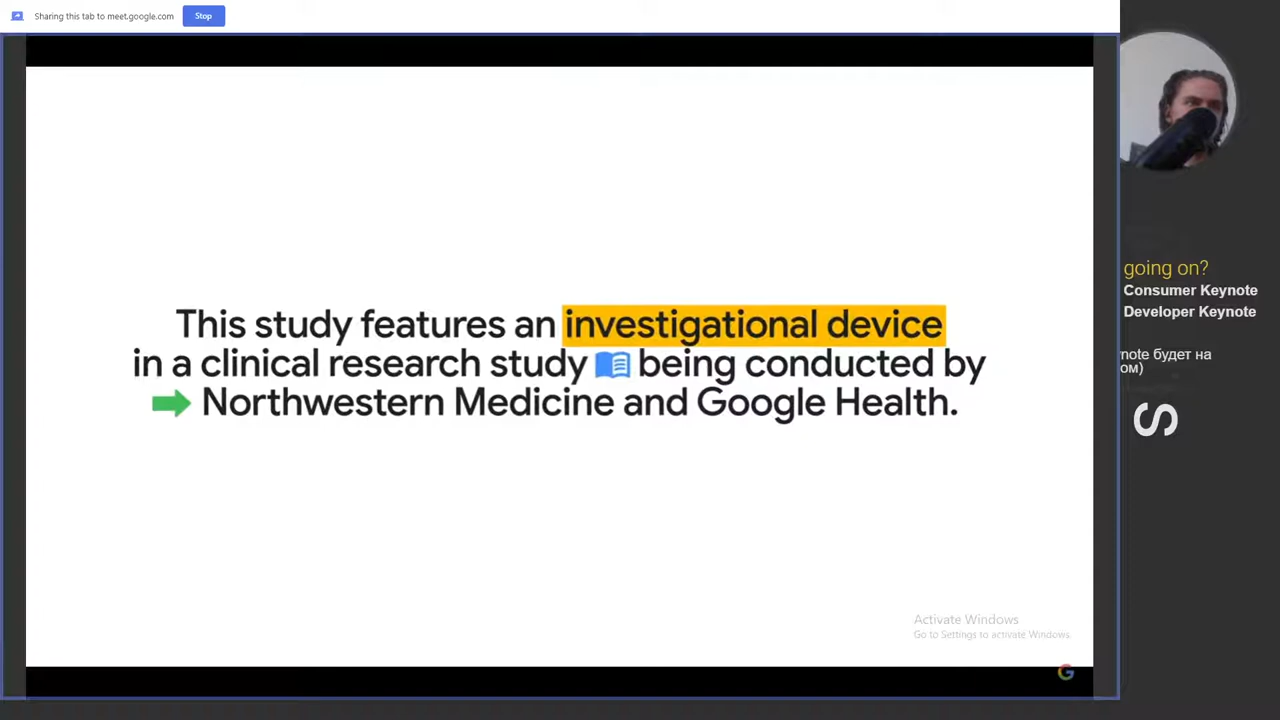 Sharing this tab to meet.google.com
Stop
This study features an investigational device
in a clinical research study being conducted by
Northwestern Medicine and Google Health.
going on?
Consumer Keynote
Developer Keynote
note будет на
ом)
S
Activate Windows
Go to Settings to activate Windows.
G